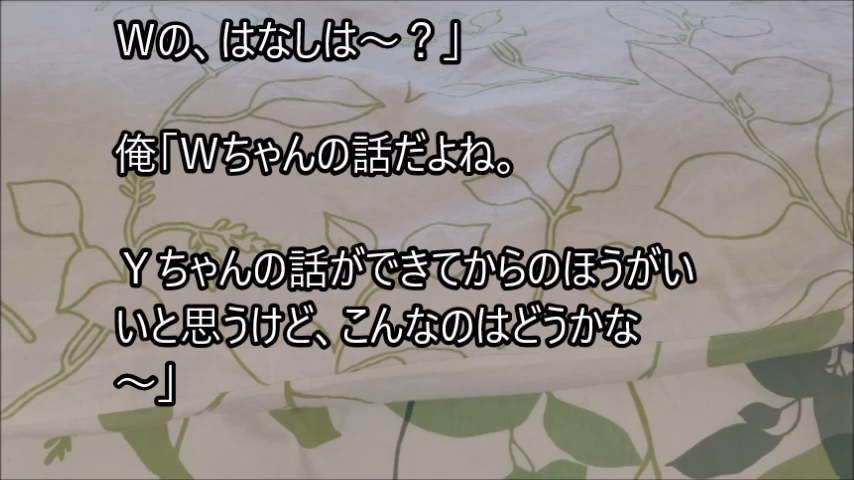 Wの、はなしは～？」
俺「Wちゃんの話だよね。
Ｙちゃんの話ができてからのほうがい
いと思うけど、こんなのはどうかな
～」